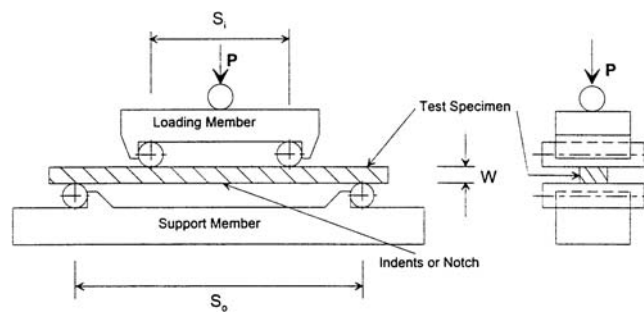 Sᵢ
P
P
Loading Member
Test Specimen
W
Support Member
Indents or Notch
Sₒ